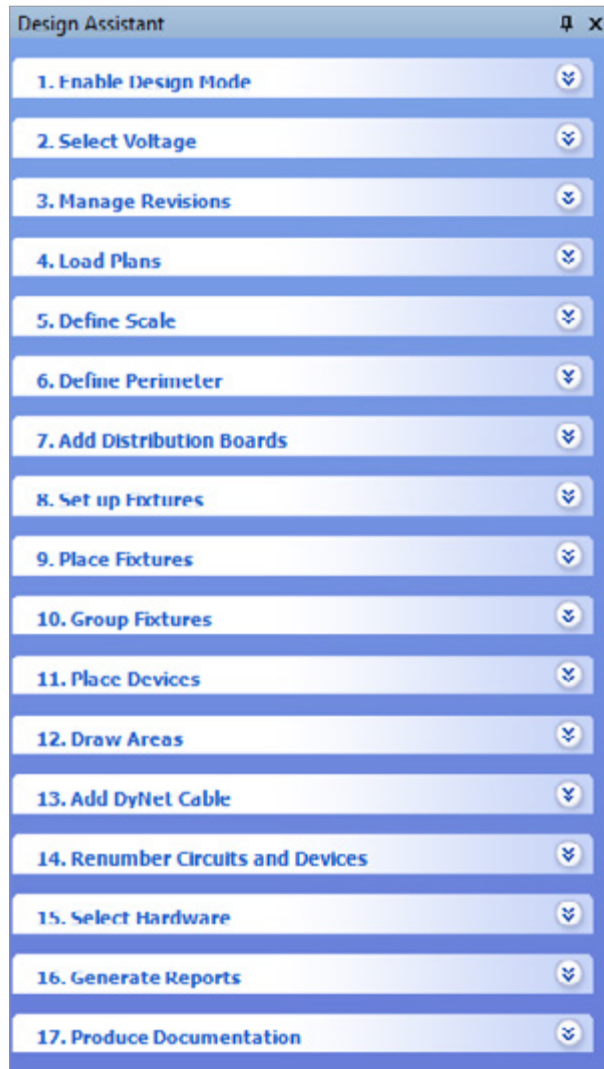 Design Assistant
1. Enable Design Mode
2. Select Voltage
3. Manage Revisions
4. Load Plans
5. Define Scale
6. Define Perimeter
7. Add Distribution Boards
8. Set up Fixtures
9. Place Fixtures
10. Group Fixtures
11. Place Devices
12. Draw Areas
13. Add DyNet Cable
14. Renumber Circuits and Devices
15. Select Hardware
16. Generate Reports
17. Produce Documentation